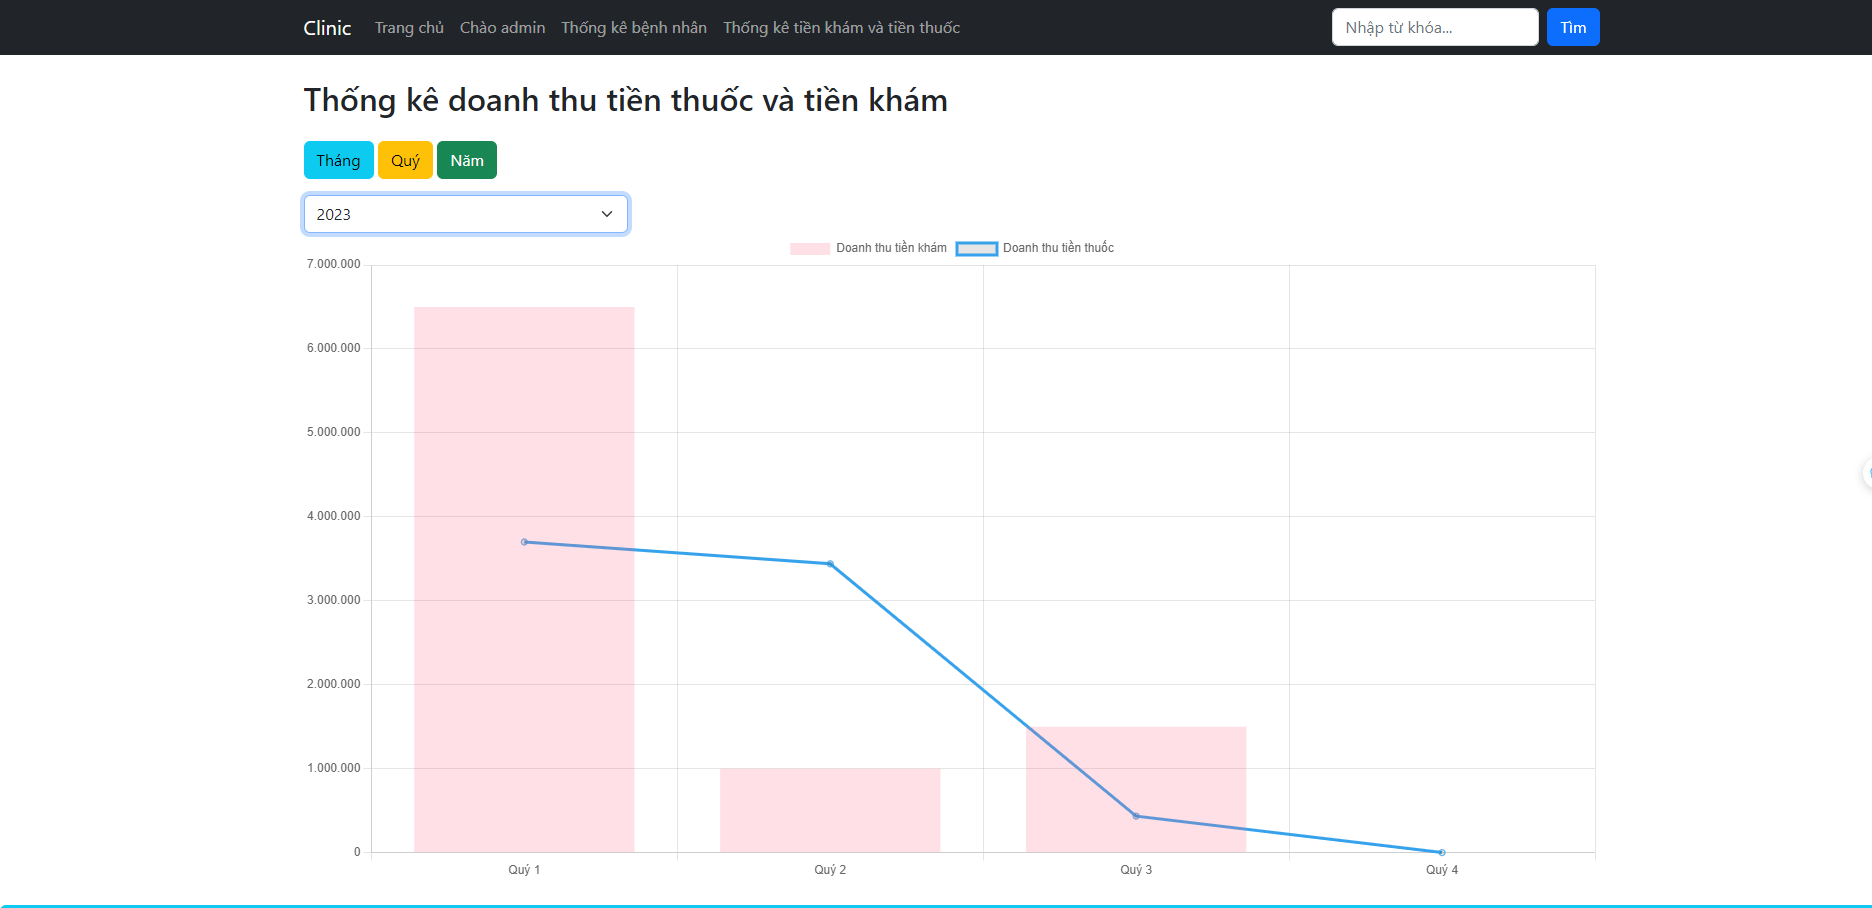 Clinic Trang chủ Chào admin Thống kê bệnh nhân Thống kê tiền khám và tiền thuốc Nhập từ khóa... Tìm
Thống kê doanh thu tiền thuốc và tiền khám
Tháng Quý Năm
2023
Doanh thu tiền khám Doanh thu tiền thuốc
7.000.000
6.000.000
5.000.000
4.000.000
3.000.000
2.000.000
1.000.000
0
Quý 1 Quý 2 Quý 3 Quý 4